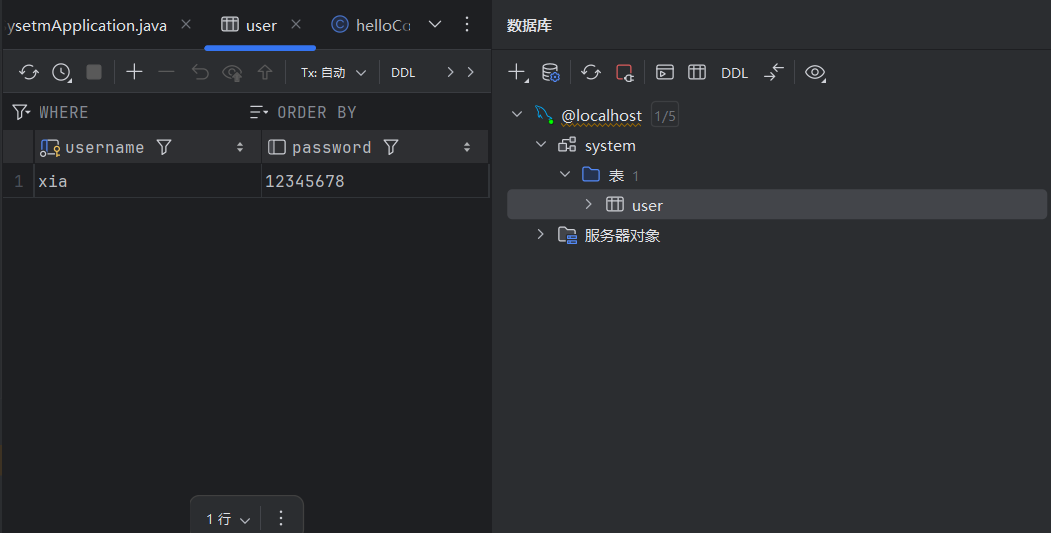 ysetmApplication.java
user
helloCo
数据库
Tx: 自动
DDL
DDL
WHERE
ORDER BY
@localhost
1/5
username
password
system
1
xia
12345678
表 1
user
服务器对象
1 行